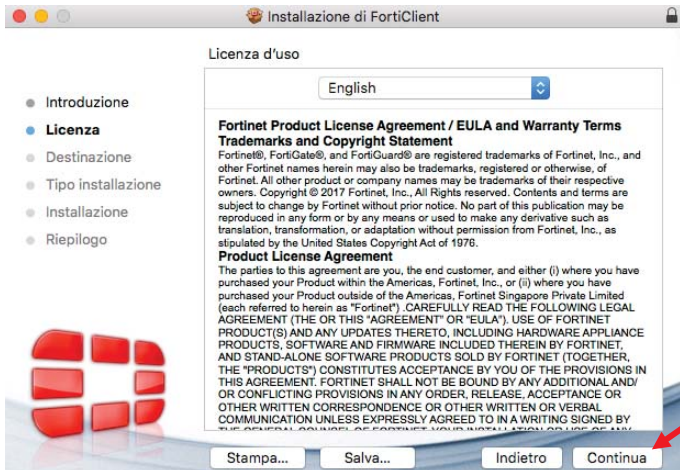 Installazione di FortiClient
Licenza d'uso
English
Introduzione
Licenza
Destinazione
Tipo installazione
Installazione
Riepilogo
Fortinet Product License Agreement / EULA and Warranty Terms
Trademarks and Copyright Statement
Fortinet®, FortiGate®, and FortiGuard® are registered trademarks of Fortinet, Inc., and
other Fortinet names herein may also be trademarks, registered or otherwise, of
Fortinet. All other product or company names may be trademarks of their respective
owners. Copyright © 2017 Fortinet, Inc., All Rights reserved. Contents and terms are
subject to change by Fortinet without prior notice. No part of this publication may be
reproduced in any form or by any means or used to make any derivative such as
translation, transformation, or adaptation without permission from Fortinet, Inc., as
stipulated by the United States Copyright Act of 1976.
Product License Agreement
The parties to this agreement are you, the end customer, and either (i) where you have
purchased your Product within the Americas, Fortinet, Inc., or (ii) where you have
purchased your Product outside of the Americas, Fortinet Singapore Private Limited
(each referred to herein as "Fortinet") .CAREFULLY READ THE FOLLOWING LEGAL
AGREEMENT (THE OR THIS "AGREEMENT" OR "EULA"). USE OF FORTINET
PRODUCT(S) AND ANY UPDATES THERETO, INCLUDING HARDWARE APPLIANCE
PRODUCTS, SOFTWARE AND FIRMWARE INCLUDED THEREIN BY FORTINET,
AND STAND-ALONE SOFTWARE PRODUCTS SOLD BY FORTINET (TOGETHER,
THE "PRODUCTS") CONSTITUTES ACCEPTANCE BY YOU OF THE PROVISIONS IN
THIS AGREEMENT. FORTINET SHALL NOT BE BOUND BY ANY ADDITIONAL AND/
OR CONFLICTING PROVISIONS IN ANY ORDER, RELEASE, ACCEPTANCE OR
OTHER WRITTEN CORRESPONDENCE OR OTHER WRITTEN OR VERBAL
COMMUNICATION UNLESS EXPRESSLY AGREED TO IN A WRITING SIGNED BY
Stampa...
Salva...
Indietro
Continua